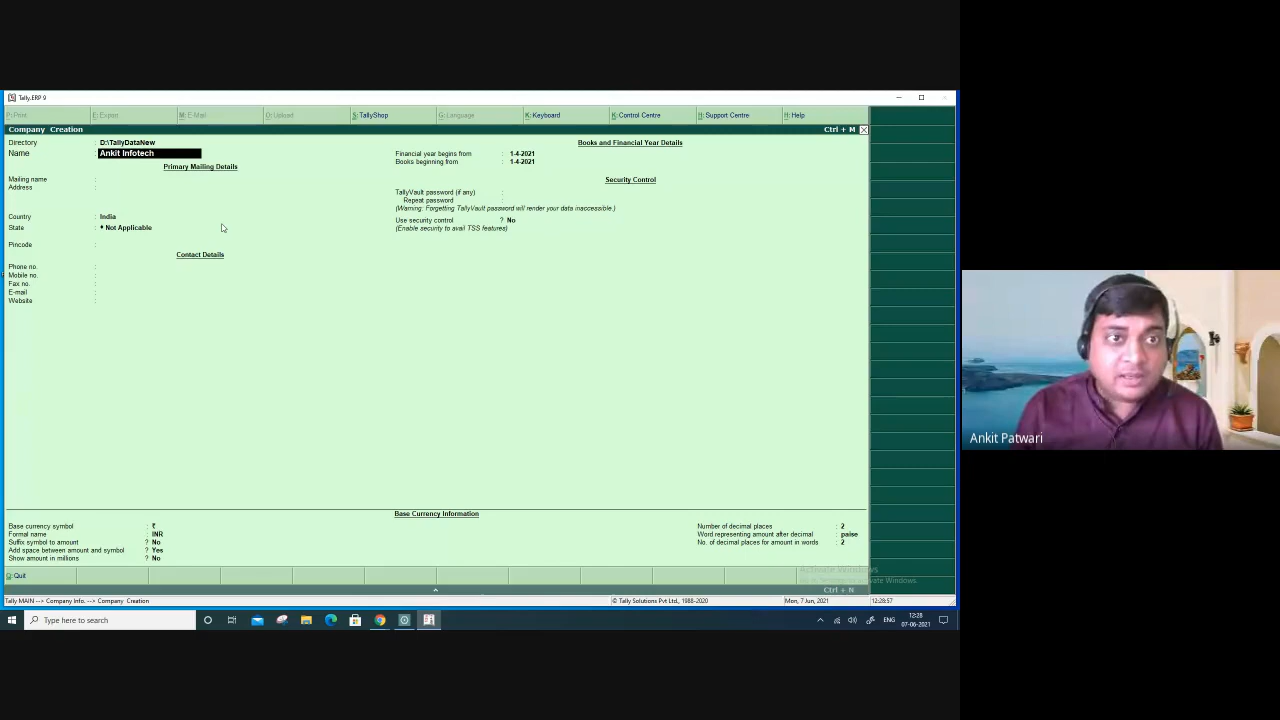 Tally.ERP 9
P: Print E: Export M: E-Mail O: Upload S: TallyShop G: Language K: Keyboard K: Control Centre H: Support Centre H: Help
Company Creation Ctrl + M
Directory : D:\TallyDataNew
Name : Ankit Infotech
Primary Mailing Details
Mailing name :
Address :
Country : India
State : ♦ Not Applicable
Pincode :
Contact Details
Phone no. :
Mobile no. :
Fax no. :
E-mail :
Website :
Books and Financial Year Details
Financial year begins from : 1-4-2021
Books beginning from : 1-4-2021
Security Control
TallyVault password (if any) :
Repeat password :
(Warning: Forgetting TallyVault password will render your data inaccessible.)
Use security control ? No
(Enable security to avail TSS features)
Ankit Patwari
Base Currency Information
Base currency symbol : ₹
Formal name : INR
Suffix symbol to amount ? No
Add space between amount and symbol ? Yes
Show amount in millions ? No
Number of decimal places : 2
Word representing amount after decimal : paise
No. of decimal places for amount in words : 2
Activate Windows
Activate Windows.
Q: Quit
Ctrl + N
Tally MAIN --> Company Info. --> Company Creation © Tally Solutions Pvt Ltd., 1988-2020 Mon, 7 Jun, 2021 12:28:57
Type here to search
ENG
12:28
07-06-2021